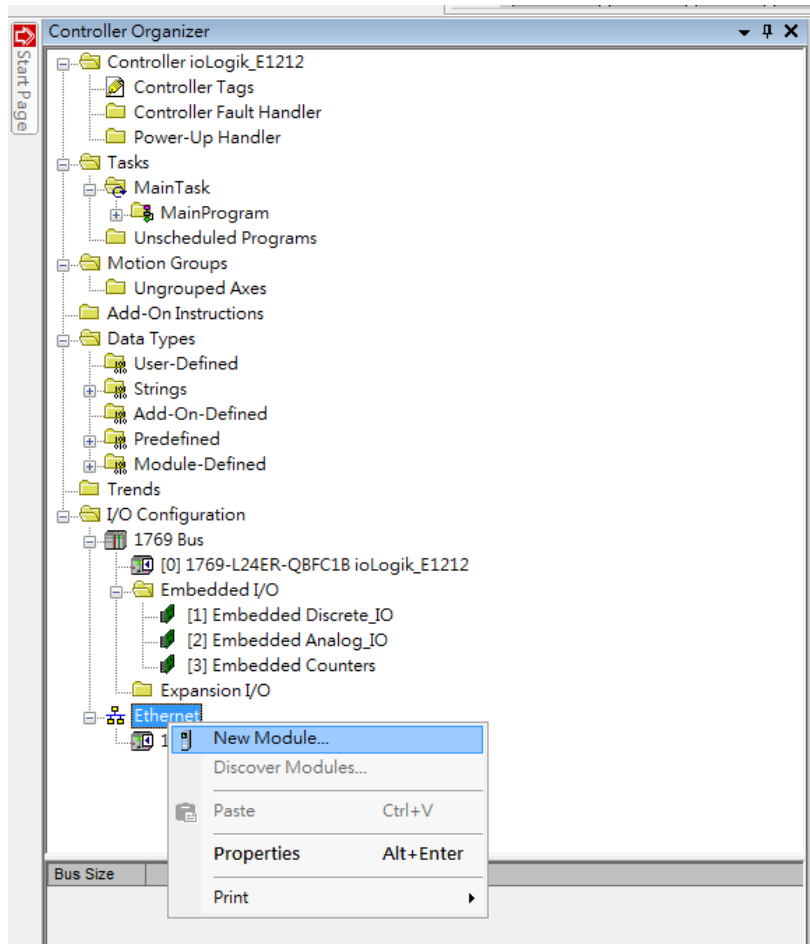 Controller Organizer
Start Page
Controller ioLogik_E1212
Controller Tags
Controller Fault Handler
Power-Up Handler
Tasks
MainTask
MainProgram
Unscheduled Programs
Motion Groups
Ungrouped Axes
Add-On Instructions
Data Types
User-Defined
Strings
Add-On-Defined
Predefined
Module-Defined
Trends
I/O Configuration
1769 Bus
[0] 1769-L24ER-QBFC1B ioLogik_E1212
Embedded I/O
[1] Embedded Discrete_IO
[2] Embedded Analog_IO
[3] Embedded Counters
Expansion I/O
Ethernet
1
New Module...
Discover Modules...
Paste Ctrl+V
Properties Alt+Enter
Print
Bus Size